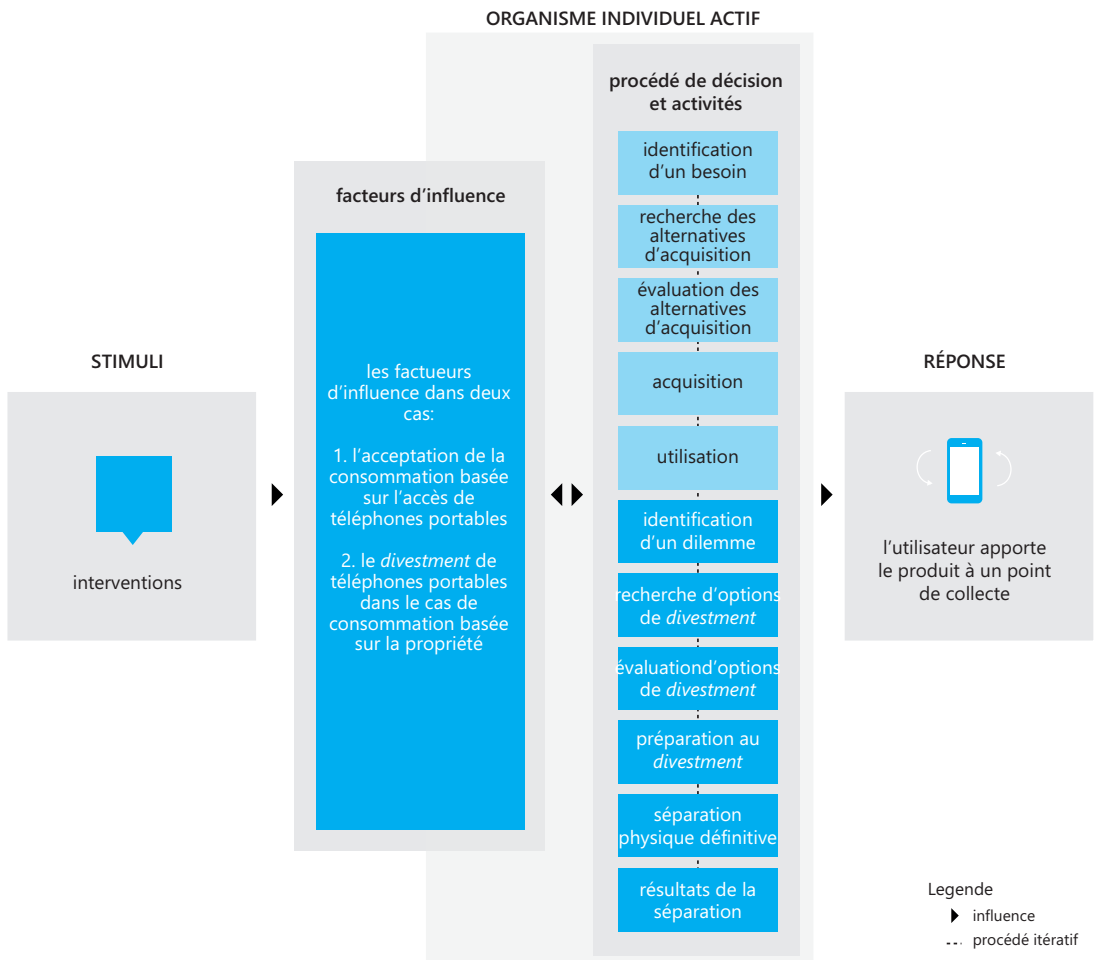 ORGANISME INDIVIDUEL ACTIF
STIMULI
interventions
facteurs d'influence
les factueurs
d'influence dans deux
cas:
1. l'acceptation de la
consommation basée
sur l'accès de
téléphones portables
2. le divestment de
téléphones portables
dans le cas de
consommation basée
sur la propriété
procédé de décision
et activités
identification
d'un besoin
recherche des
alternatives
d'acquisition
évaluation des
alternatives
d'acquisition
acquisition
utilisation
identification
d'un dilemme
recherche d'options
de divestment
évaluationd'options
de divestment
préparation au
divestment
séparation
physique définitive
résultats de la
séparation
RÉPONSE
l'utilisateur apporte
le produit à un point
de collecte
Legende
influence
procédé itératif